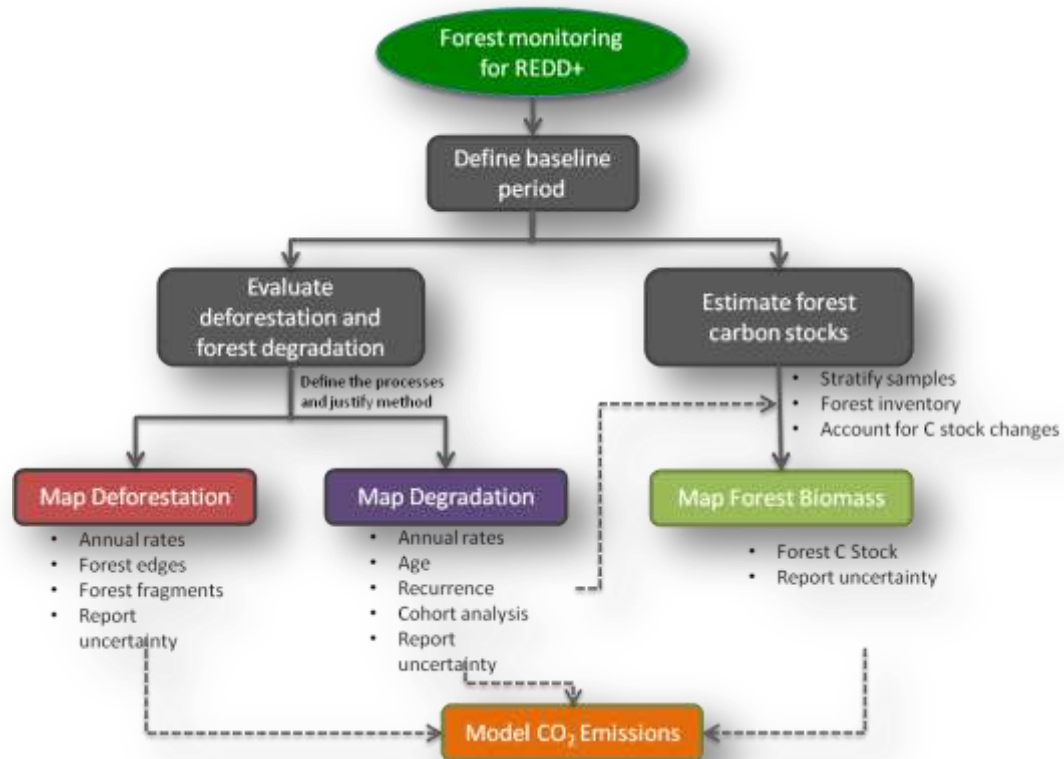 Forest monitoring
for REDD+
Define baseline
period
Evaluate
deforestation and
forest degradation
Estimate forest
carbon stocks
Define the processes
and justify method
• Stratify samples
• Forest inventory
• Account for C stock changes
Map Deforestation
Map Degradation
Map Forest Biomass
• Annual rates
• Forest edges
• Forest fragments
• Report
uncertainty
• Annual rates
• Age
• Recurrence
• Cohort analysis
• Report
uncertainty
• Forest C Stock
• Report uncertainty
Model CO₂ Emissions